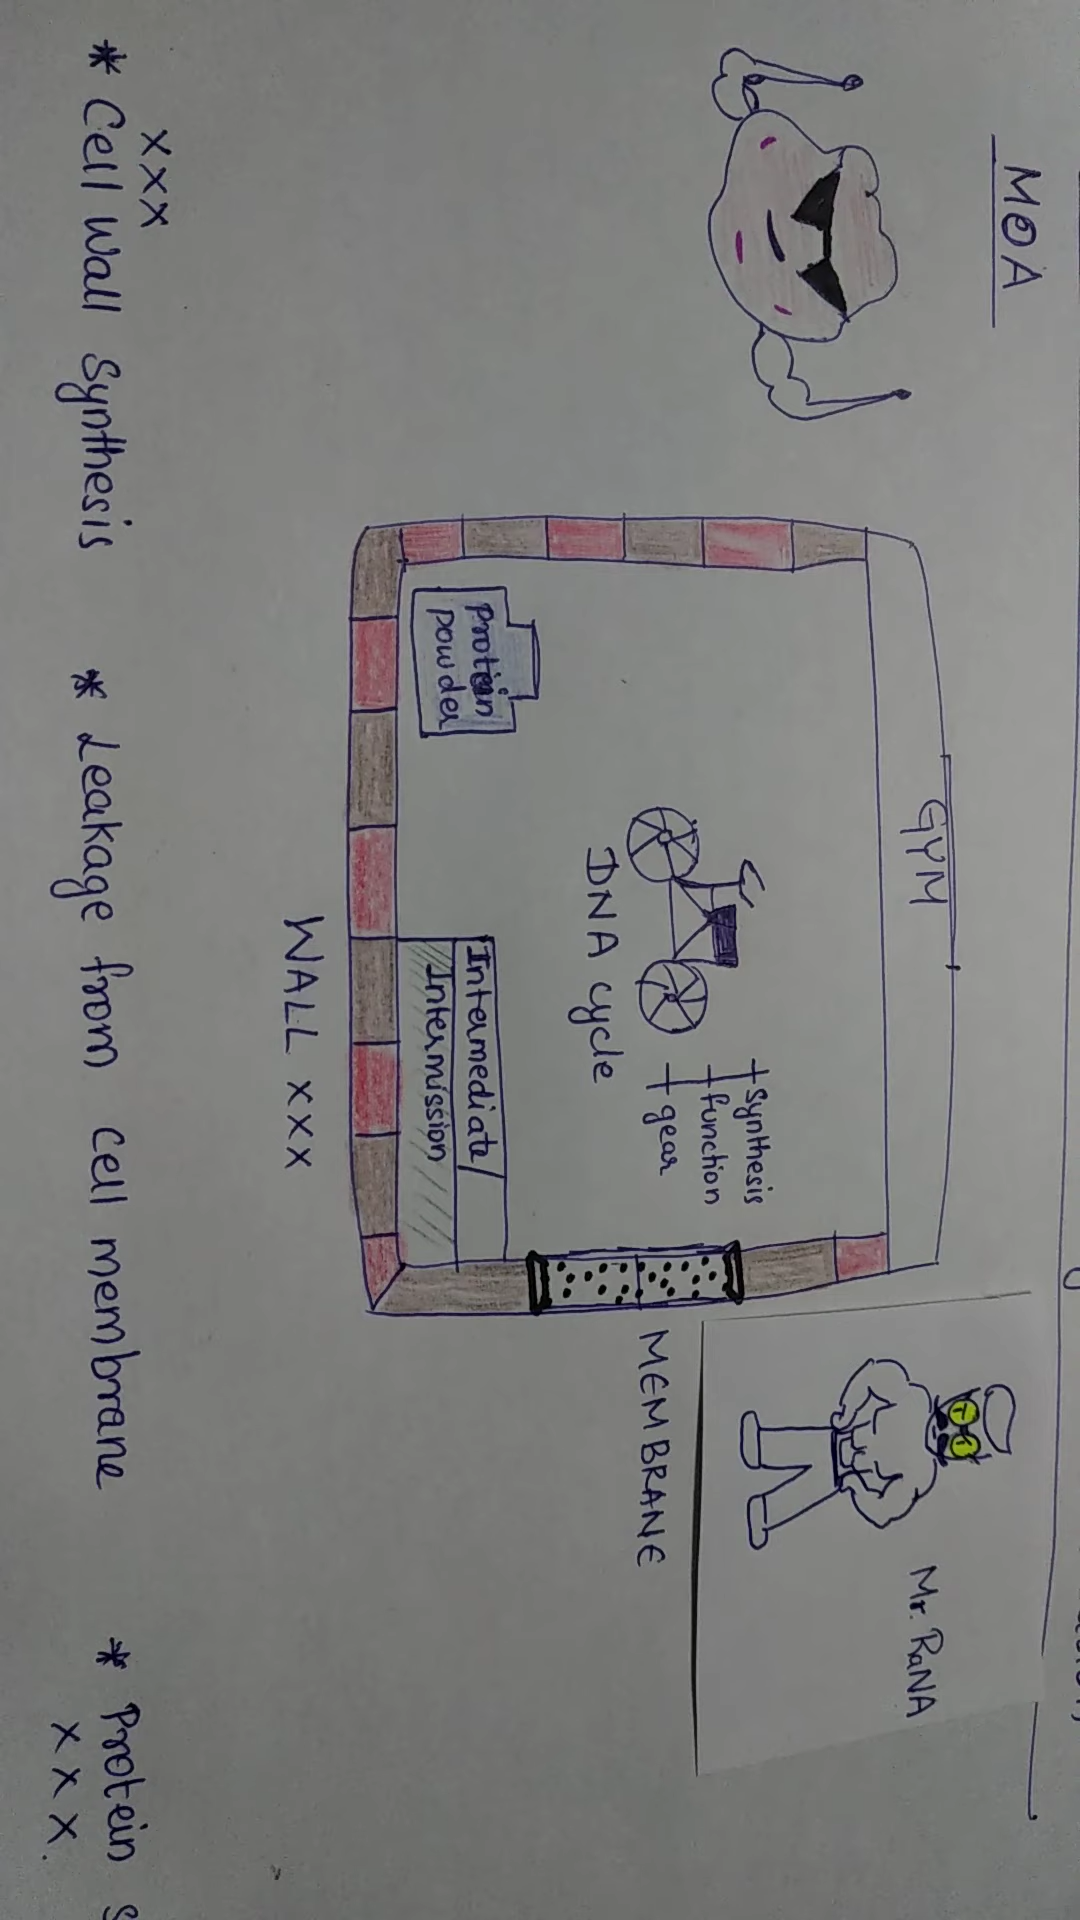 MOA
GYM
Mr. RaNA
Synthesis
function
gear
DNA cycle
MEMBRANE
Protein
powder
Intermediate/
Intermission
WALL XXX
XXX
* Cell Wall Synthesis
* Leakage from Cell membrane
* Protein
XXX.